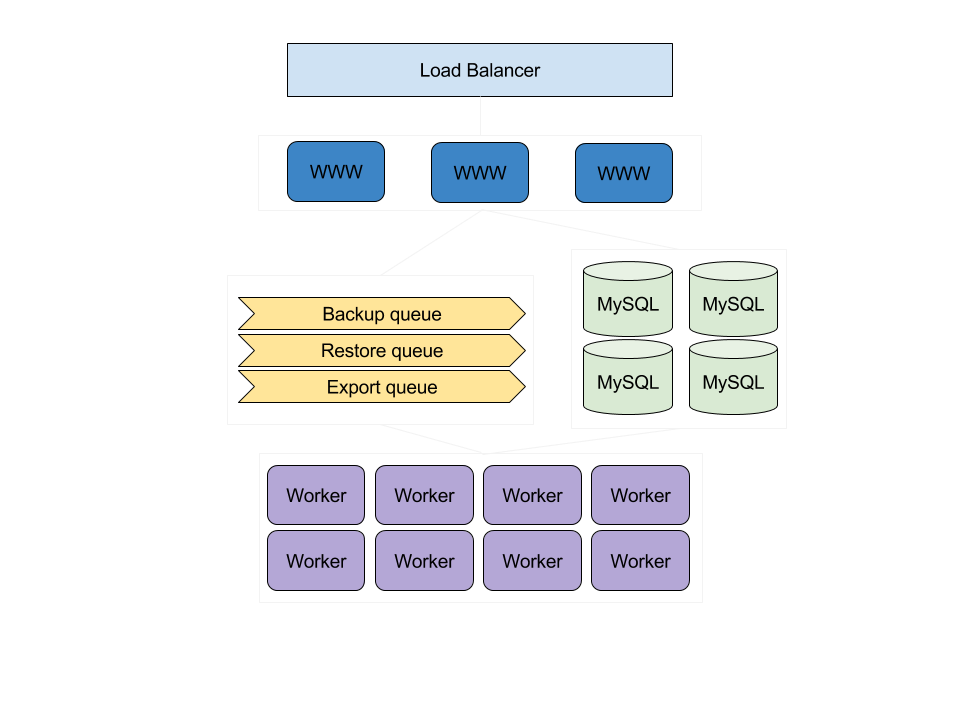 Load Balancer
WWW WWW WWW
Backup queue
Restore queue
Export queue
MySQL MySQL
MySQL MySQL
Worker Worker Worker Worker
Worker Worker Worker Worker